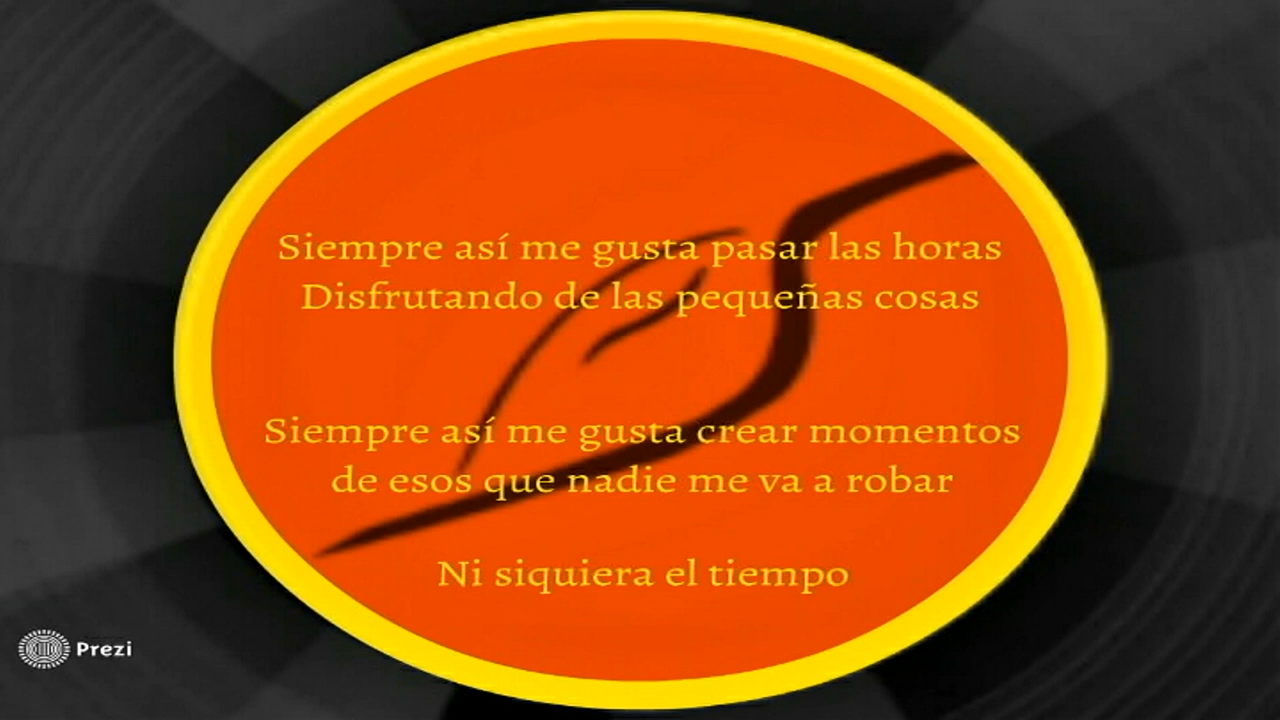 Siempre así me gusta pasar las horas
Disfrutando de las pequeñas cosas
Siempre así me gusta crear momentos
de esos que nadie me va a robar
Ni siquiera el tiempo
Prezi